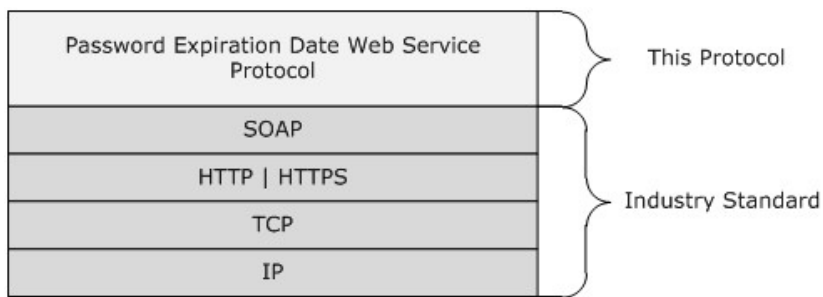 Password Expiration Date Web Service
Protocol
This Protocol
SOAP
HTTP | HTTPS
TCP
IP
Industry Standard